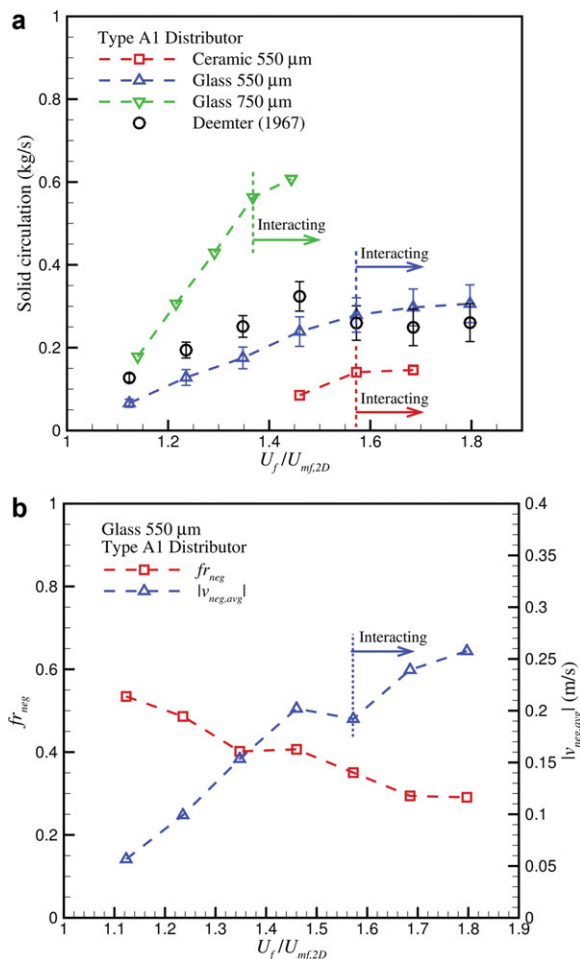 a
Type A1 Distributor
Ceramic 550 µm
Glass 550 µm
Glass 750 µm
Deemter (1967)
Interacting
Interacting
Interacting
Solid circulation (kg/s)
1
0.8
0.6
0.4
0.2
0
1 1.2 1.4 1.6 1.8
U_f/U_mf,2D
b
Glass 550 µm
Type A1 Distributor
fr_neg
|v_neg,avg|
Interacting
fr_neg
1
0.8
0.6
0.4
0.2
0
|v_neg,avg| (m/s)
0.4
0.35
0.3
0.25
0.2
0.15
0.1
0.05
0
1 1.1 1.2 1.3 1.4 1.5 1.6 1.7 1.8 1.9
U_f/U_mf,2D